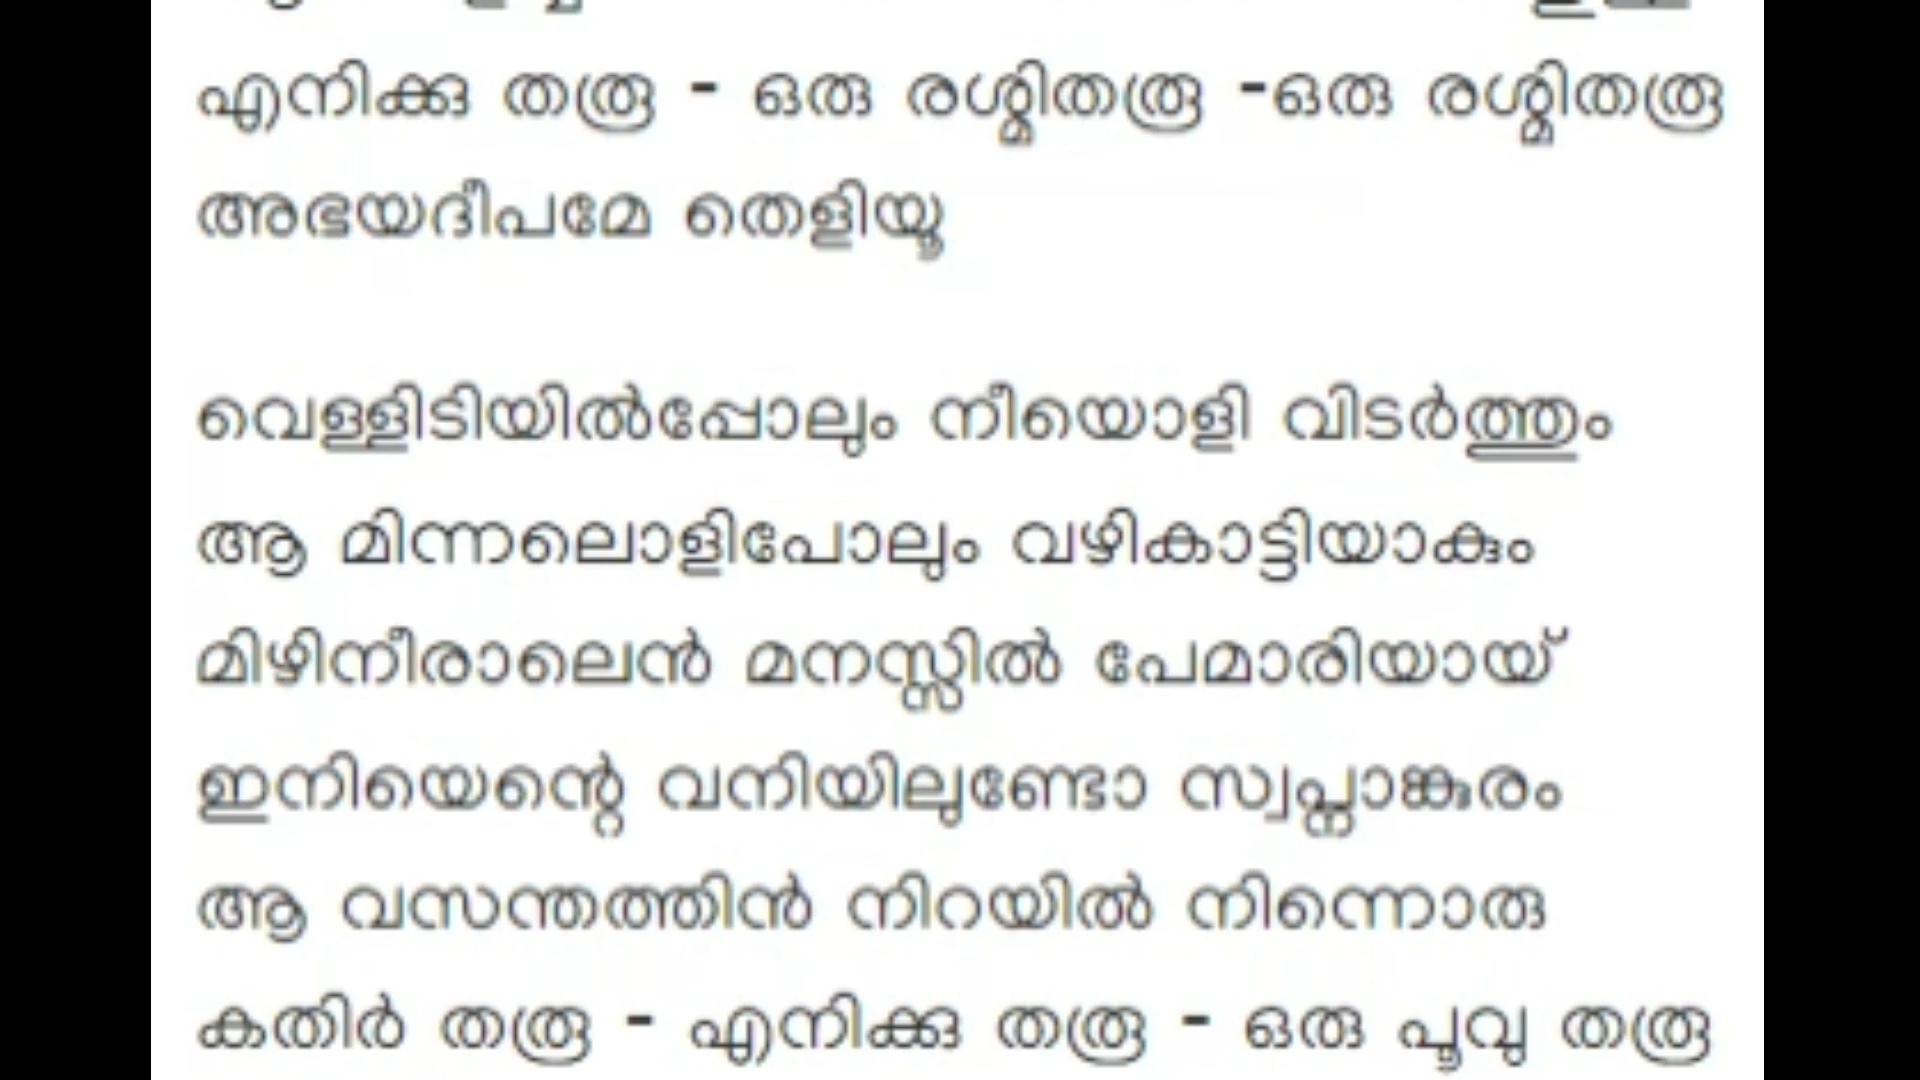 എനിക്കു തരൂ - ഒരു രശ്മിതരൂ -ഒരു രശ്മിതരൂ
അഭയദീപമേ തെളിയൂ
വെള്ളിടിയിൽപ്പോലും നീയൊളി വിടർത്തും
ആ മിന്നലൊളിപോലും വഴികാട്ടിയാകും
മിഴിനീരാലെൻ മനസ്സിൽ പേമാരിയായ്
ഇനിയെന്റെ വനിയിലുണ്ടോ സ്വപ്നാങ്കുരം
ആ വസന്തത്തിൻ നിറയിൽ നിന്നൊരു
കതിർ തരൂ - എനിക്കു തരൂ - ഒരു പൂവു തരൂ